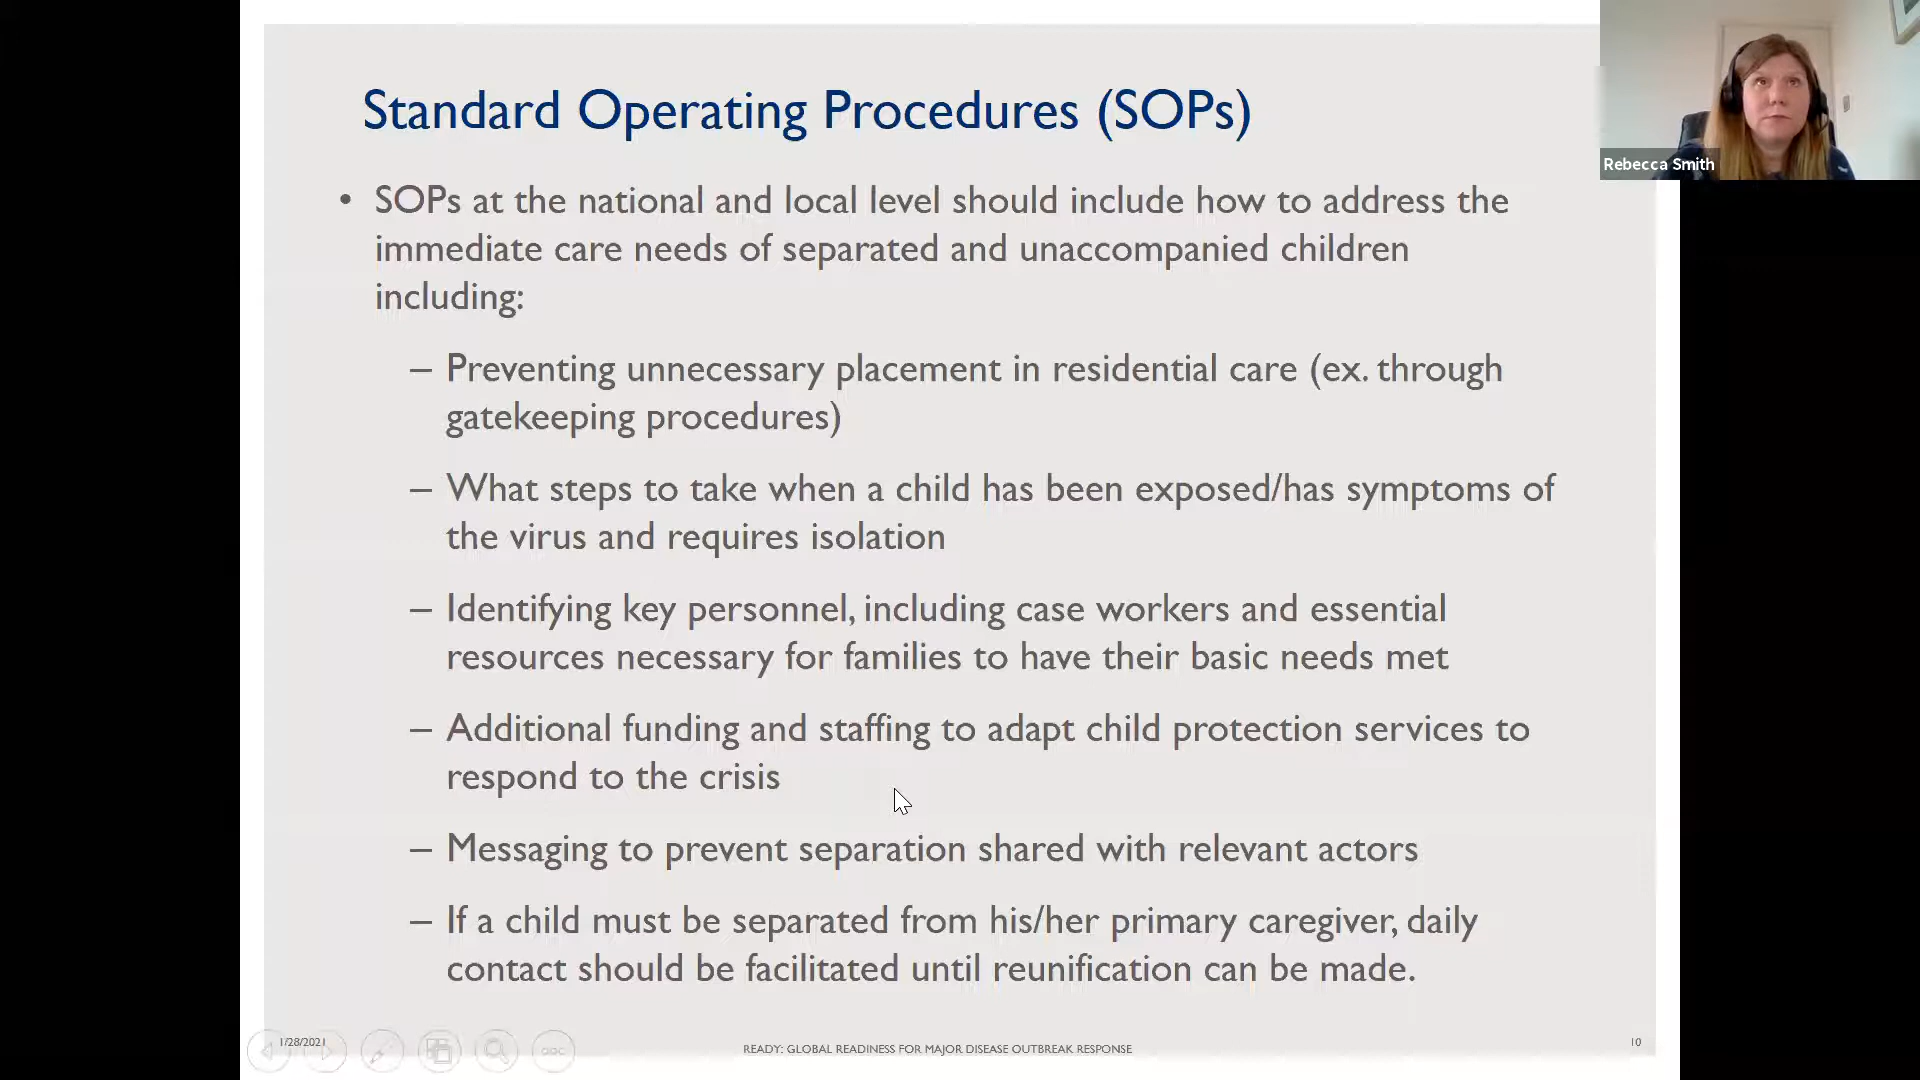 Standard Operating Procedures (SOPs)
Rebecca Smith
• SOPs at the national and local level should include how to address the
immediate care needs of separated and unaccompanied children
including:
– Preventing unnecessary placement in residential care (ex. through
gatekeeping procedures)
– What steps to take when a child has been exposed/has symptoms of
the virus and requires isolation
– Identifying key personnel, including case workers and essential
resources necessary for families to have their basic needs met
– Additional funding and staffing to adapt child protection services to
respond to the crisis
– Messaging to prevent separation shared with relevant actors
– If a child must be separated from his/her primary caregiver, daily
contact should be facilitated until reunification can be made.
1/28/2021
READY: GLOBAL READINESS FOR MAJOR DISEASE OUTBREAK RESPONSE
10